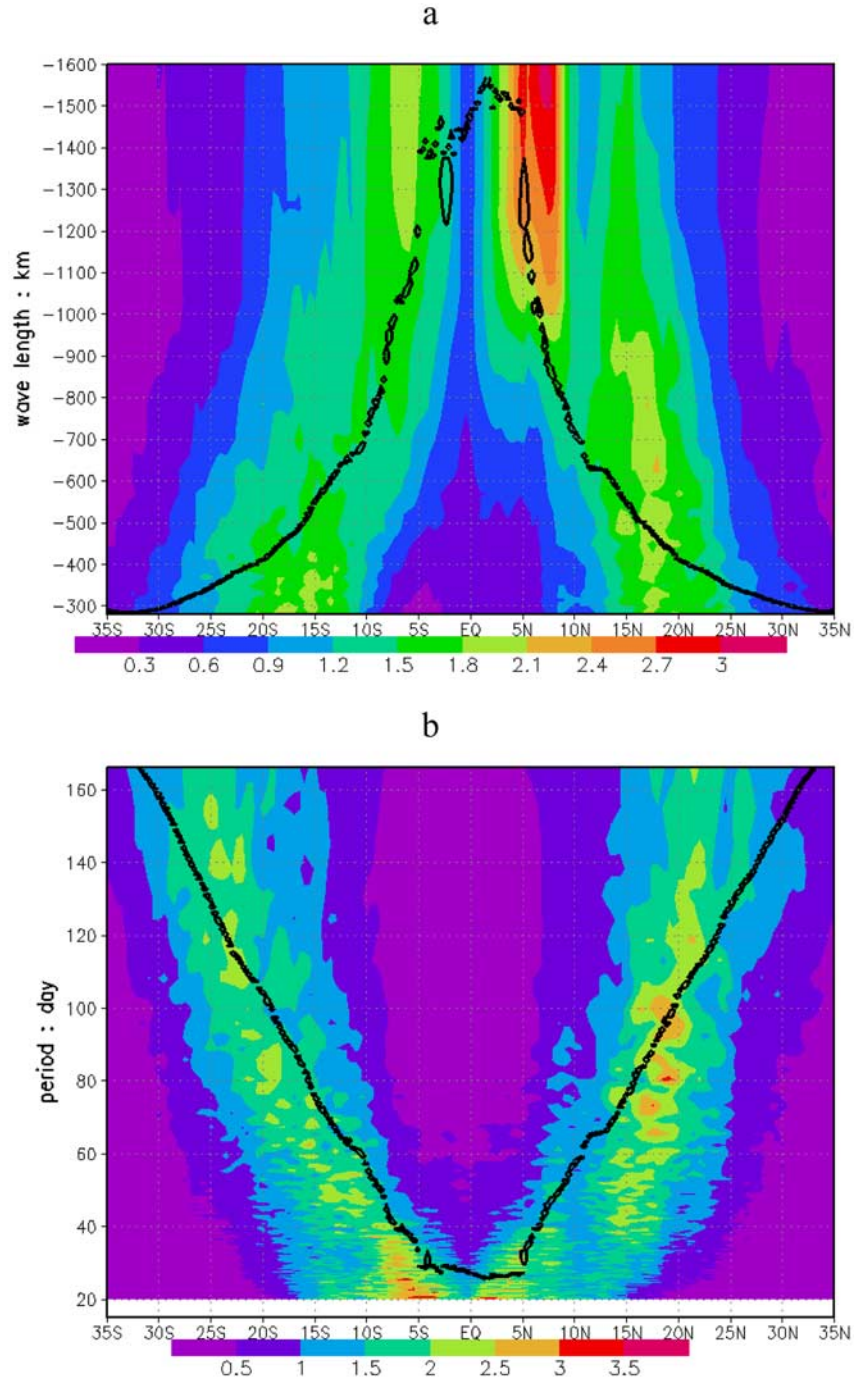 a
-1600
-1500
-1400
-1300
-1200
-1100
-1000
-900
-800
-700
-600
-500
-400
-300
wave length : km
35S 30S 25S 20S 15S 10S 5S EQ 5N 10N 15N 20N 25N 30N 35N
0.3 0.6 0.9 1.2 1.5 1.8 2.1 2.4 2.7 3
b
160
140
120
100
80
60
40
20
period : day
35S 30S 25S 20S 15S 10S 5S EQ 5N 10N 15N 20N 25N 30N 35N
0.5 1 1.5 2 2.5 3 3.5